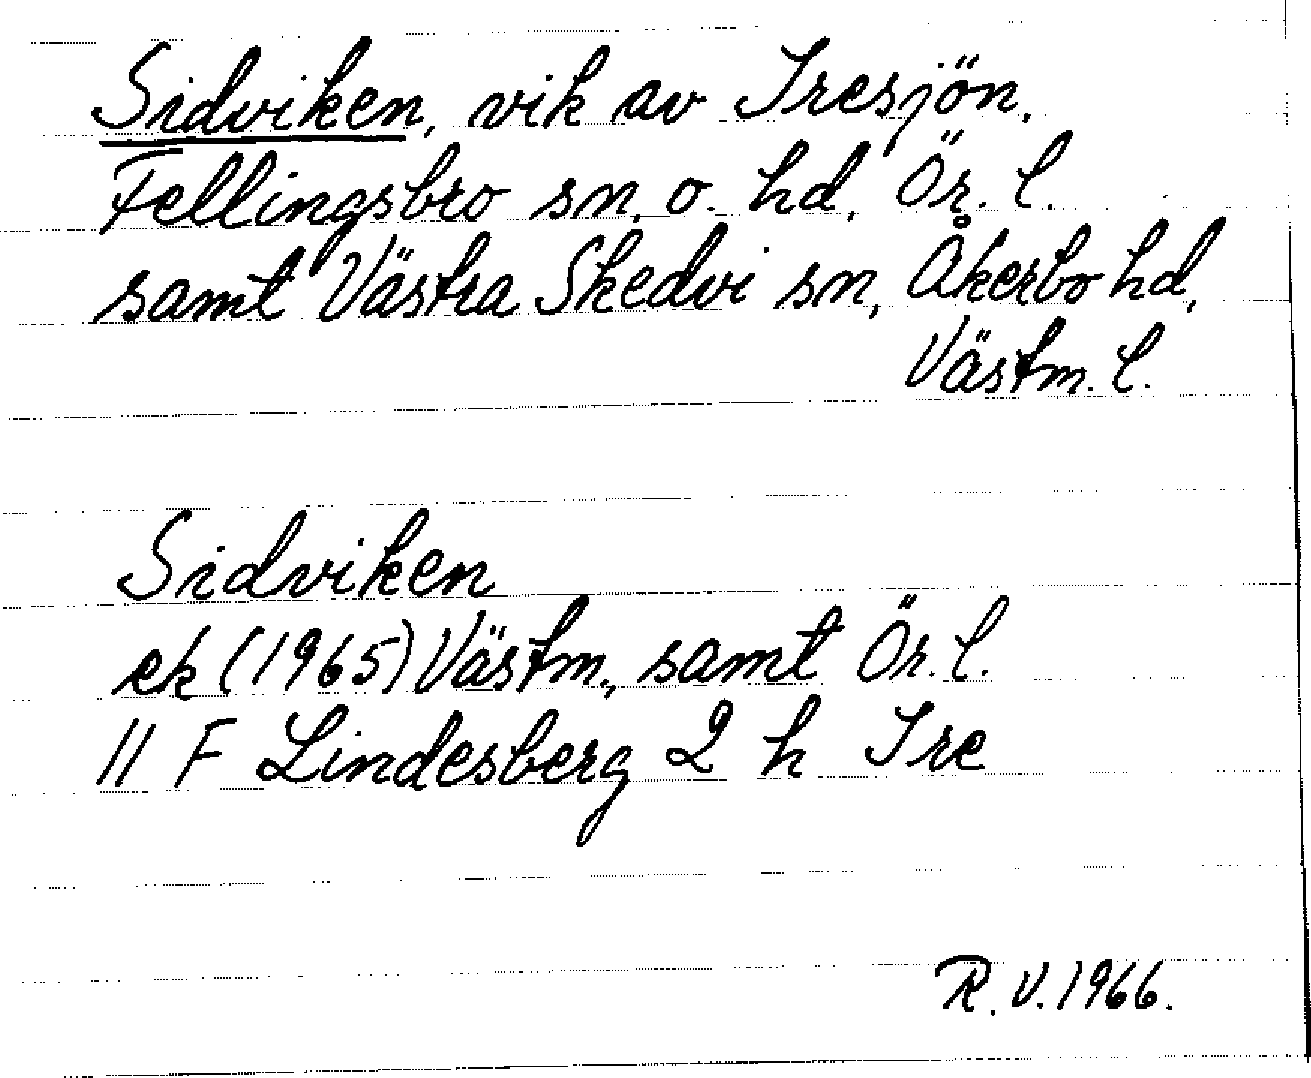 Sidviken, vik av Iresjön,
Fellingsbro sn. o. hd, Ör. l.
samt Västra Skedvi sn, Åkerbo hd,
Västm. l.
Sidviken
ek (1965) Västm., samt Ör. l.
11 F Lindesberg 2 h Ire
R. V. 1966.